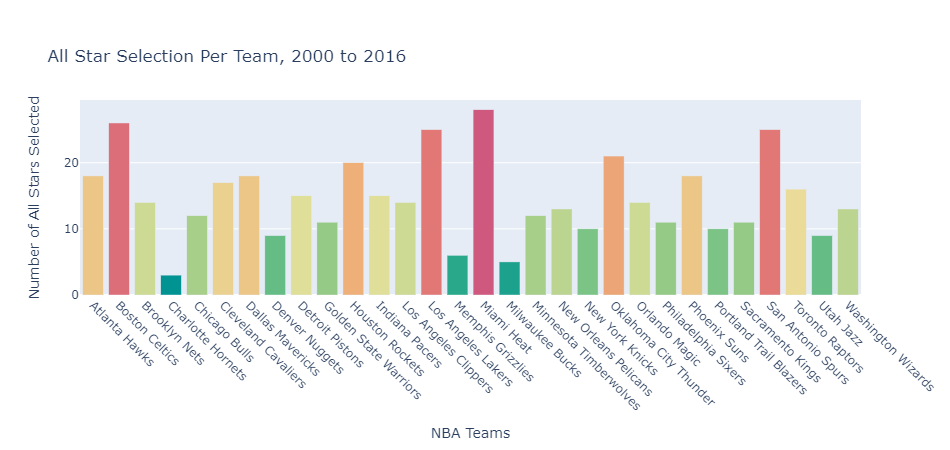 All Star Selection Per Team, 2000 to 2016
Number of All Stars Selected
20
10
0
Atlanta Hawks
Boston Celtics
Brooklyn Nets
Charlotte Hornets
Chicago Bulls
Cleveland Cavaliers
Dallas Mavericks
Denver Nuggets
Detroit Pistons
Golden State Warriors
Houston Rockets
Indiana Pacers
Los Angeles Clippers
Los Angeles Lakers
Memphis Grizzlies
Miami Heat
Milwaukee Bucks
Minnesota Timberwolves
New Orleans Pelicans
New York Knicks
Oklahoma City Thunder
Orlando Magic
Philadelphia Sixers
Phoenix Suns
Portland Trail Blazers
Sacramento Kings
San Antonio Spurs
Toronto Raptors
Utah Jazz
Washington Wizards
NBA Teams